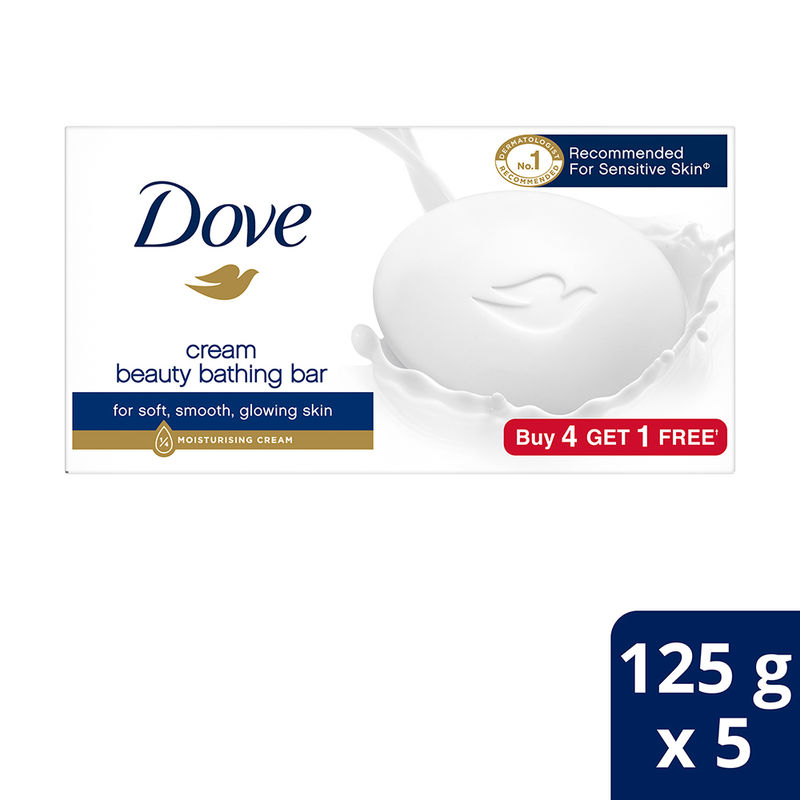 DERMATOLOGIST
No.1
RECOMMENDED
Recommended
For Sensitive Skin⁠Φ
Dove
cream
beauty bathing bar
for soft, smooth, glowing skin
1/4 MOISTURISING CREAM
Buy 4 GET 1 FREE†
125 g
x 5